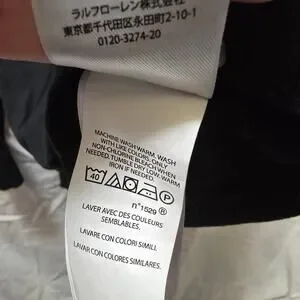 ラルフローレン株式会社
東京都千代田区永田町2-10-1
0120-3274-20
MACHINE WASH WARM. WASH
WITH LIKE COLORS. ONLY
NON-CHLORINE BLEACH WHEN
NEEDED. TUMBLE DRY LOW. WARM
IRON IF NEEDED.
40
P
n°1529®
LAVER AVEC DES COULEURS
SEMBLABLES.
LAVARE CON COLORI SIMILI.
LAVAR CON COLORES SIMILARES.